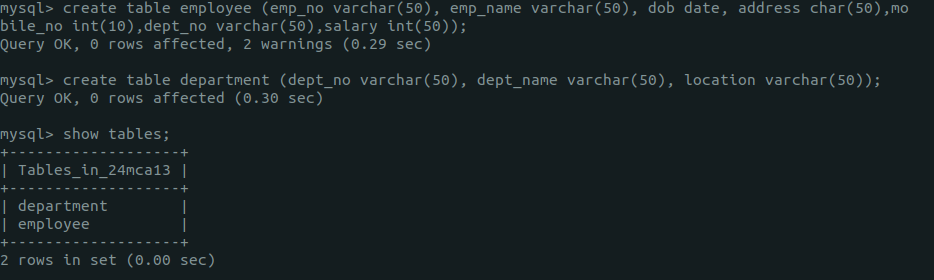 mysql> create table employee (emp_no varchar(50), emp_name varchar(50), dob date, address char(50),mo
bile_no int(10),dept_no varchar(50),salary int(50));
Query OK, 0 rows affected, 2 warnings (0.29 sec)

mysql> create table department (dept_no varchar(50), dept_name varchar(50), location varchar(50));
Query OK, 0 rows affected (0.30 sec)

mysql> show tables;
+-------------------+
| Tables_in_24mca13 |
+-------------------+
| department        |
| employee          |
+-------------------+
2 rows in set (0.00 sec)